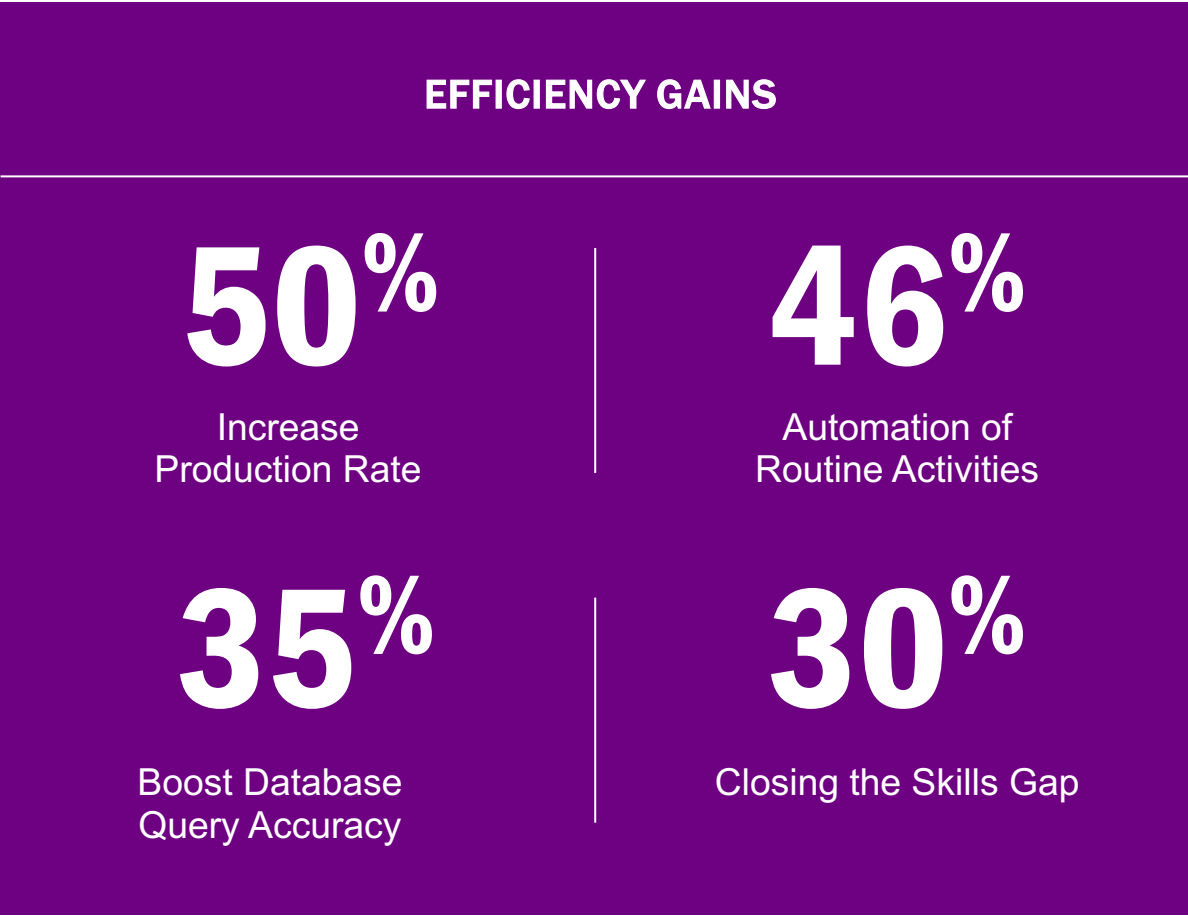 EFFICIENCY GAINS
50%
Increase
Production Rate
46%
Automation of
Routine Activities
35%
Boost Database
Query Accuracy
30%
Closing the Skills Gap